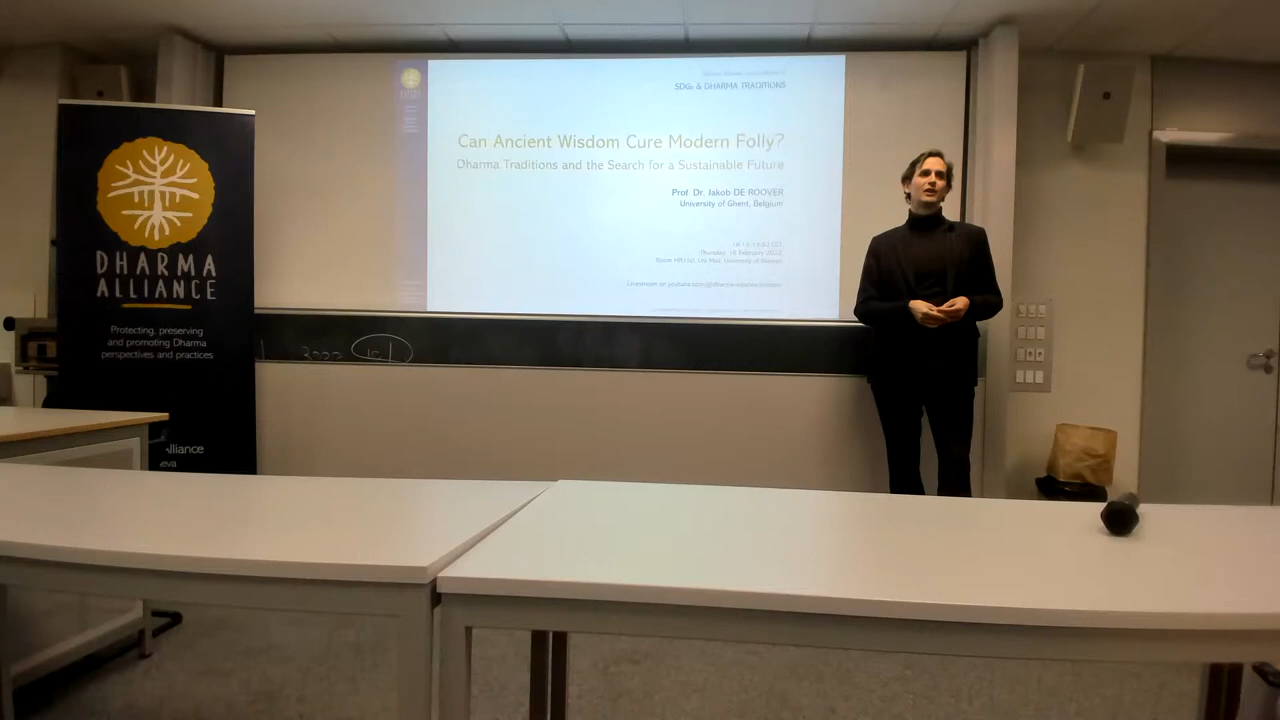 DHARMA
ALLIANCE
Protecting, preserving
and promoting Dharma
perspectives and practices
lliance
eva
SDGs & DHARMA TRADITIONS
Can Ancient Wisdom Cure Modern Folly?
Dharma Traditions and the Search for a Sustainable Future
Prof. Dr. Jakob DE ROOVER
University of Ghent, Belgium
Livestream on